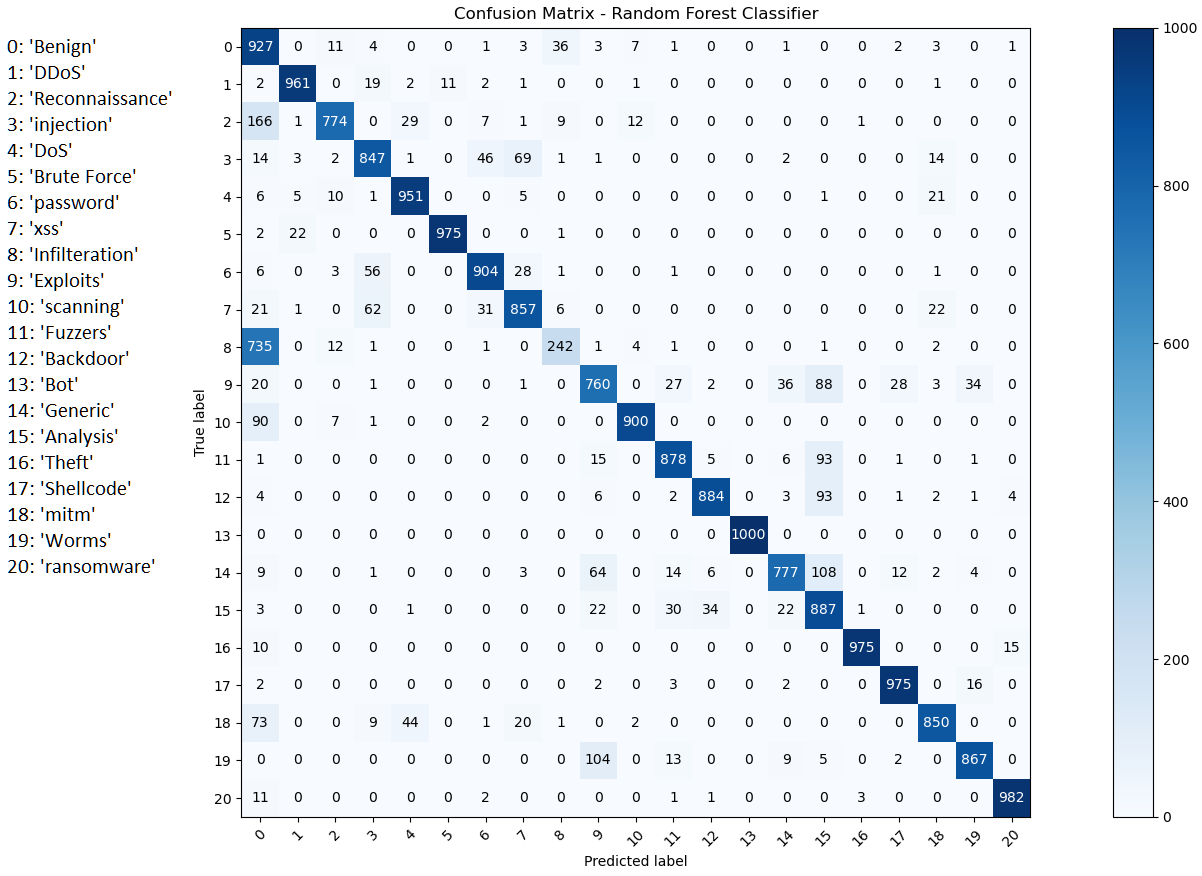 Confusion Matrix - Random Forest Classifier
0: 'Benign'
1: 'DDoS'
2: 'Reconnaissance'
3: 'injection'
4: 'DoS'
5: 'Brute Force'
6: 'password'
7: 'xss'
8: 'Infilteration'
9: 'Exploits'
10: 'scanning'
11: 'Fuzzers'
12: 'Backdoor'
13: 'Bot'
14: 'Generic'
15: 'Analysis'
16: 'Theft'
17: 'Shellcode'
18: 'mitm'
19: 'Worms'
20: 'ransomware'
True label
0 927 0 11 4 0 0 1 3 36 3 7 1 0 0 1 0 0 2 3 0 1
1 2 961 0 19 2 11 2 1 0 0 1 0 0 0 0 0 0 0 1 0 0
2 166 1 774 0 29 0 7 1 9 0 12 0 0 0 0 0 1 0 0 0 0
3 14 3 2 847 1 0 46 69 1 1 0 0 0 0 2 0 0 0 14 0 0
4 6 5 10 1 951 0 0 5 0 0 0 0 0 0 0 1 0 0 21 0 0
5 2 22 0 0 0 975 0 0 1 0 0 0 0 0 0 0 0 0 0 0 0
6 6 0 3 56 0 0 904 28 1 0 0 1 0 0 0 0 0 0 1 0 0
7 21 1 0 62 0 0 31 857 6 0 0 0 0 0 0 0 0 0 22 0 0
8 735 0 12 1 0 0 1 0 242 1 4 1 0 0 0 1 0 0 2 0 0
9 20 0 0 1 0 0 0 1 0 760 0 27 2 0 36 88 0 28 3 34 0
10 90 0 7 1 0 0 2 0 0 0 900 0 0 0 0 0 0 0 0 0 0
11 1 0 0 0 0 0 0 0 0 15 0 878 5 0 6 93 0 1 0 1 0
12 4 0 0 0 0 0 0 0 0 6 0 2 884 0 3 93 0 1 2 1 4
13 0 0 0 0 0 0 0 0 0 0 0 0 0 1000 0 0 0 0 0 0 0
14 9 0 0 1 0 0 0 3 0 64 0 14 6 0 777 108 0 12 2 4 0
15 3 0 0 0 1 0 0 0 0 22 0 30 34 0 22 887 1 0 0 0 0
16 10 0 0 0 0 0 0 0 0 0 0 0 0 0 0 0 975 0 0 0 15
17 2 0 0 0 0 0 0 0 0 2 0 3 0 0 2 0 0 975 0 16 0
18 73 0 0 9 44 0 1 20 1 0 2 0 0 0 0 0 0 0 850 0 0
19 0 0 0 0 0 0 0 0 0 104 0 13 0 0 9 5 0 2 0 867 0
20 11 0 0 0 0 0 2 0 0 0 0 1 1 0 0 0 3 0 0 0 982
0 1 2 3 4 5 6 7 8 9 10 11 12 13 14 15 16 17 18 19 20
Predicted label
1000
800
600
400
200
0